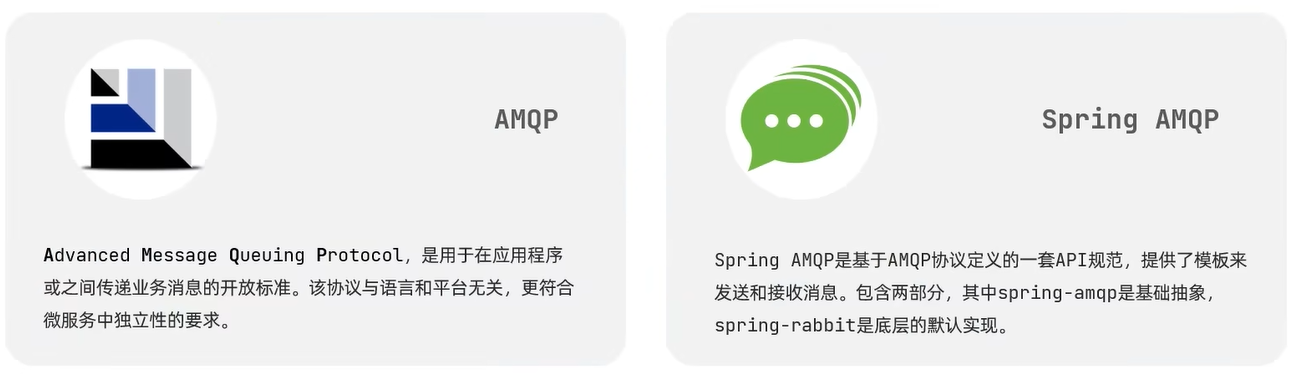 AMQP
Advanced Message Queuing Protocol，是用于在应用程序
或之间传递业务消息的开放标准。该协议与语言和平台无关，更符合
微服务中独立性的要求。
Spring AMQP
Spring AMQP是基于AMQP协议定义的一套API规范，提供了模板来
发送和接收消息。包含两部分，其中spring-amqp是基础抽象，
spring-rabbit是底层的默认实现。